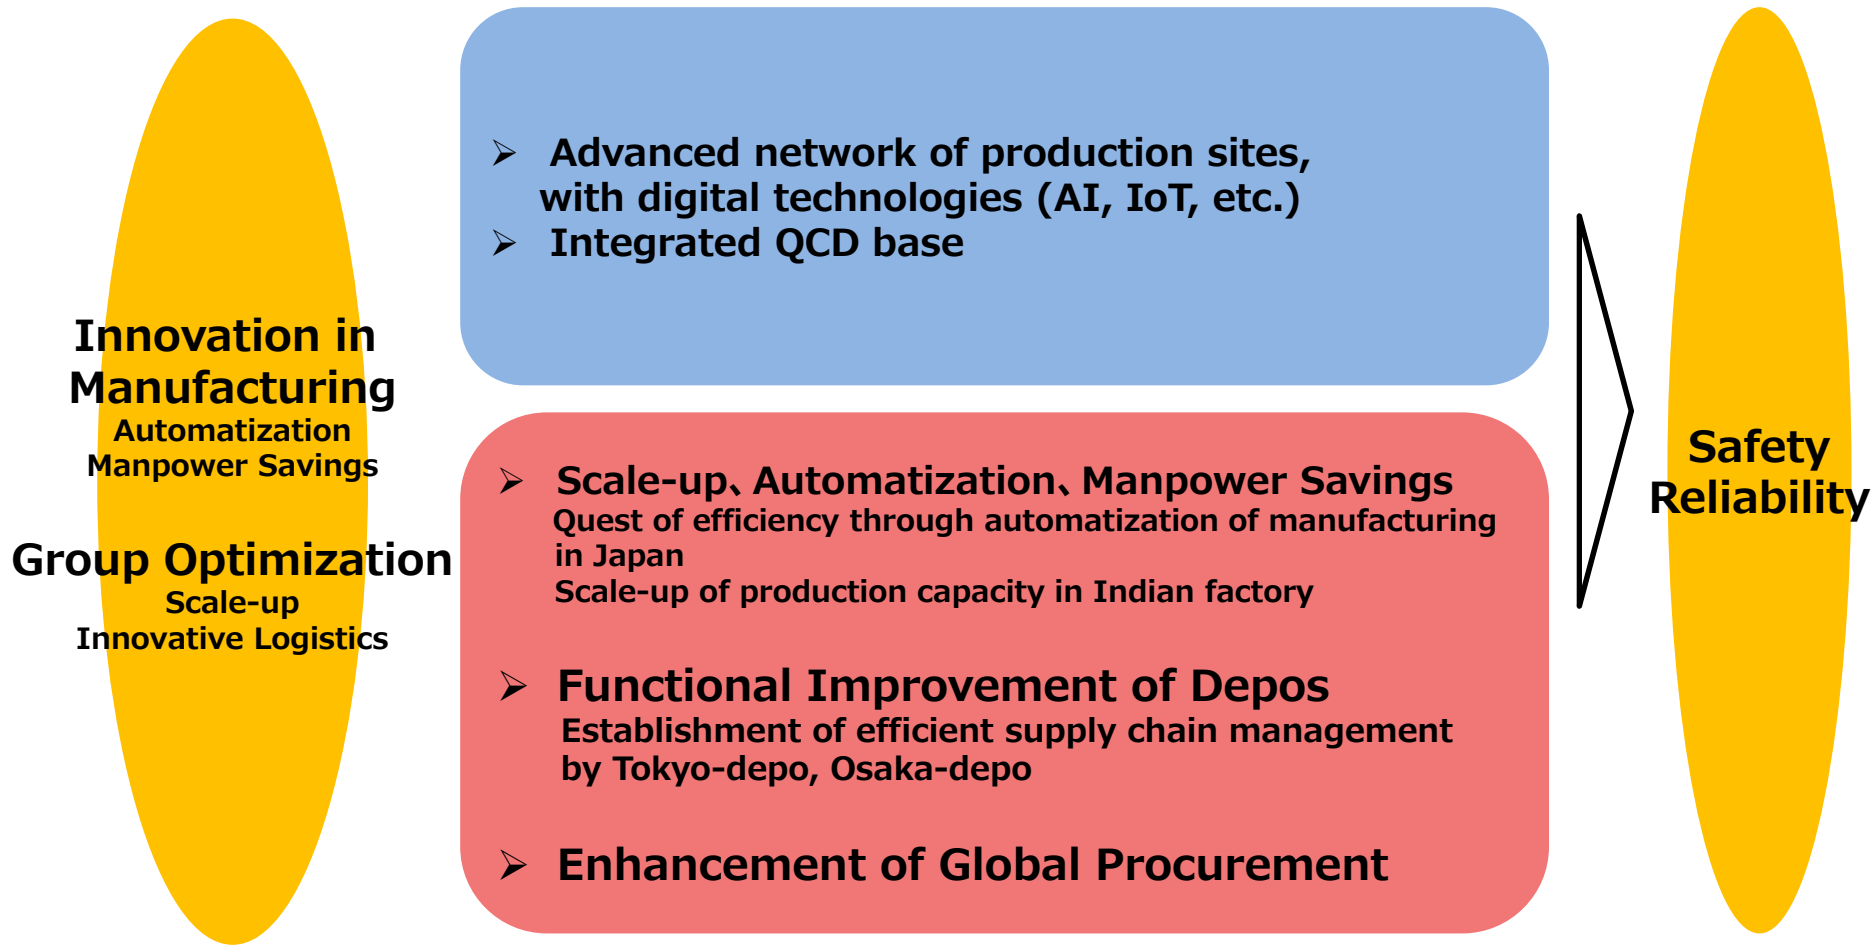 Innovation in
Manufacturing
Automatization
Manpower Savings
Group Optimization
Scale-up
Innovative Logistics
➢ Advanced network of production sites,
with digital technologies (AI, IoT, etc.)
➢ Integrated QCD base
➢ Scale-up、Automatization、Manpower Savings
Quest of efficiency through automatization of manufacturing
in Japan
Scale-up of production capacity in Indian factory
➢ Functional Improvement of Depos
Establishment of efficient supply chain management
by Tokyo-depo, Osaka-depo
➢ Enhancement of Global Procurement
Safety
Reliability